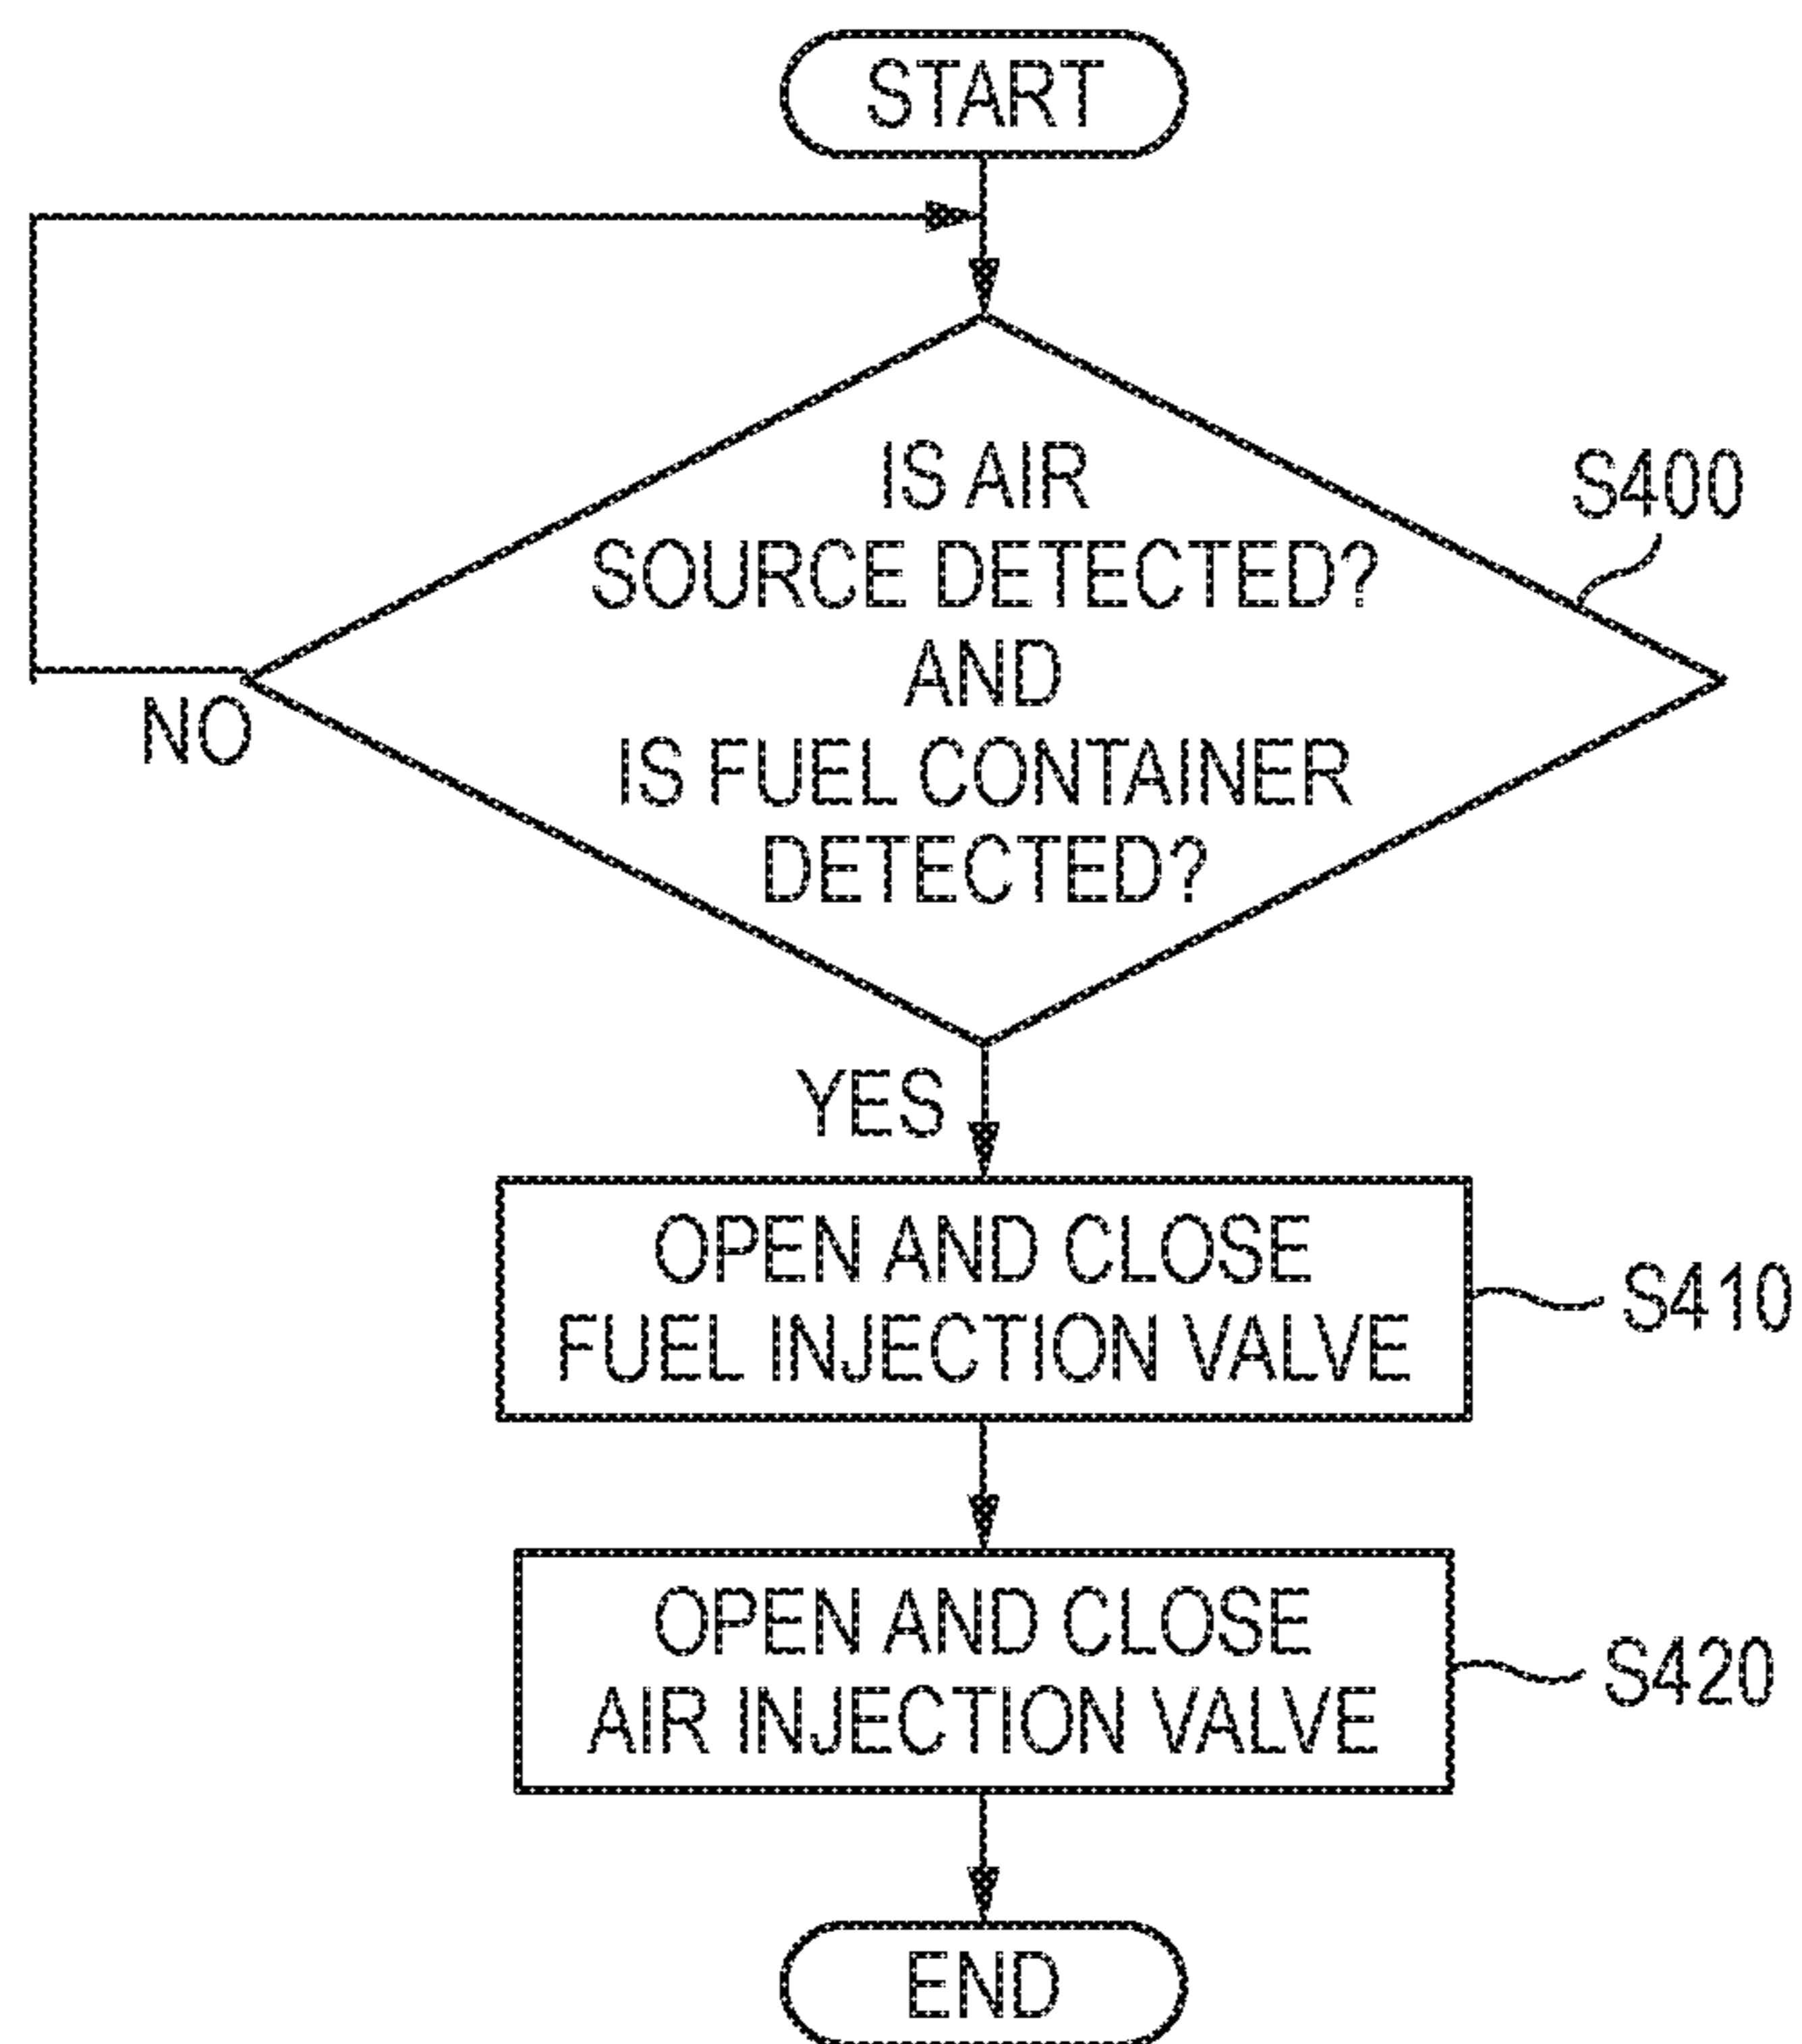 START
IS AIR
SOURCE DETECTED?
AND
IS FUEL CONTAINER
DETECTED?
S400
NO
YES
OPEN AND CLOSE
FUEL INJECTION VALVE
S410
OPEN AND CLOSE
AIR INJECTION VALVE
S420
END